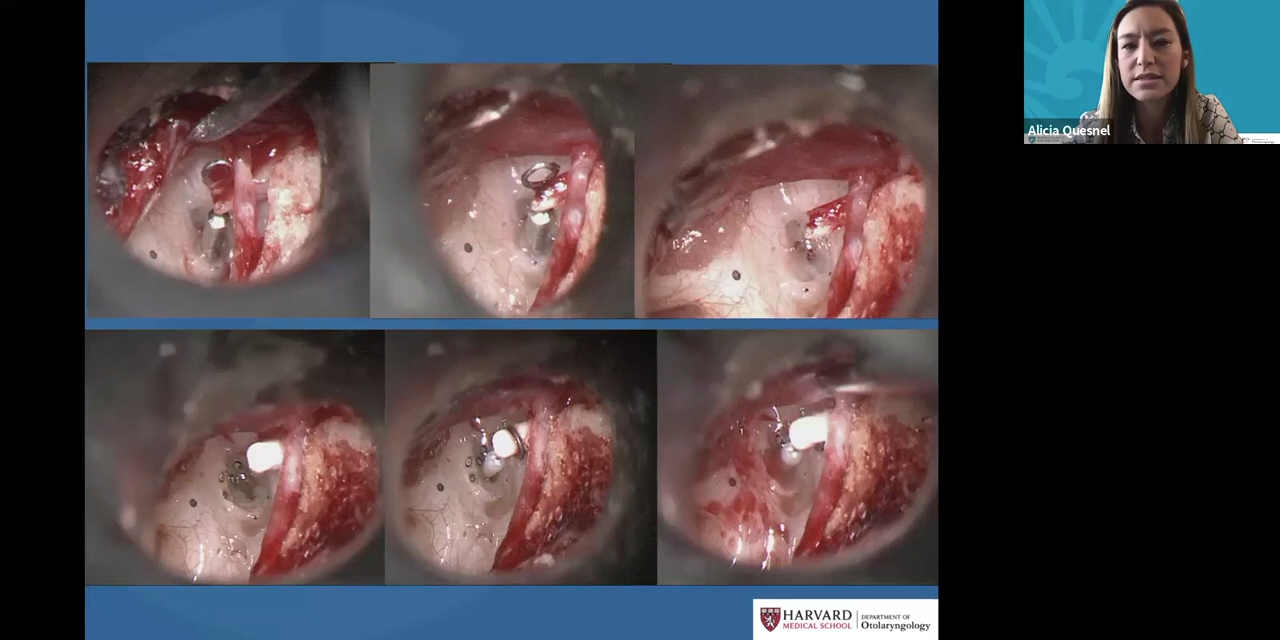 Alicia Quesnel
HARVARD
MEDICAL SCHOOL
DEPARTMENT OF
Otolaryngology